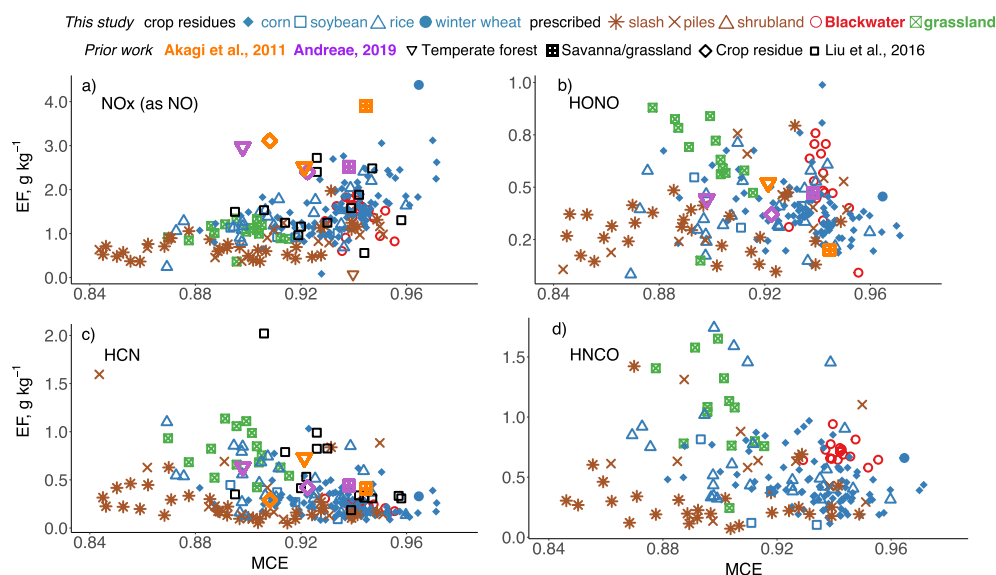 This study crop residues corn soybean rice winter wheat prescribed slash piles shrubland Blackwater grassland
Prior work Akagi et al., 2011 Andreae, 2019 Temperate forest Savanna/grassland Crop residue Liu et al., 2016
a)
NOx (as NO)
EF, g kg⁻¹
4.0
3.0
2.0
1.0
0.0
0.84 0.88 0.92 0.96
b)
HONO
1.0
0.8
0.5
0.2
0.84 0.88 0.92 0.96
c)
HCN
EF, g kg⁻¹
2.0
1.5
1.0
0.5
0.0
0.84 0.88 0.92 0.96
MCE
d)
HNCO
1.5
1.0
0.5
0.0
0.84 0.88 0.92 0.96
MCE